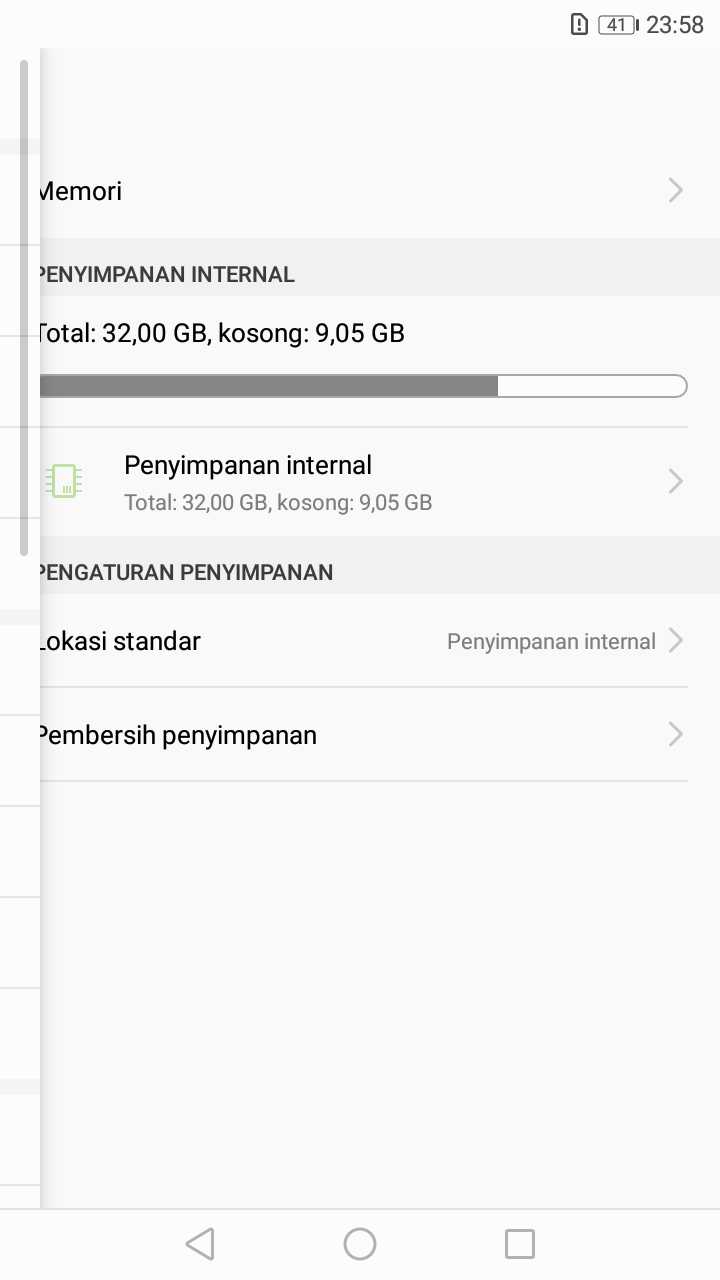 41 23:58
Memori
PENYIMPANAN INTERNAL
Total: 32,00 GB, kosong: 9,05 GB
Penyimpanan internal
Total: 32,00 GB, kosong: 9,05 GB
PENGATURAN PENYIMPANAN
Lokasi standar Penyimpanan internal
Pembersih penyimpanan